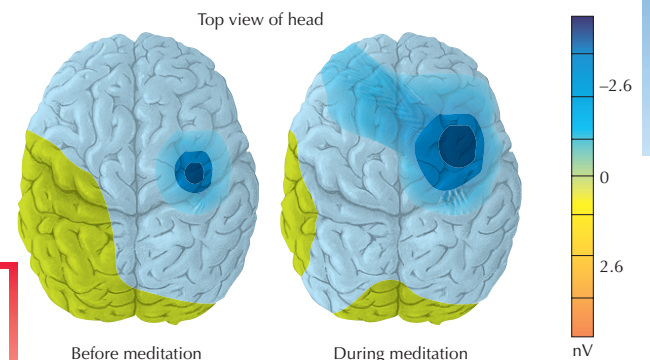 Top view of head
–2.6
0
2.6
nV
Before meditation
During meditation